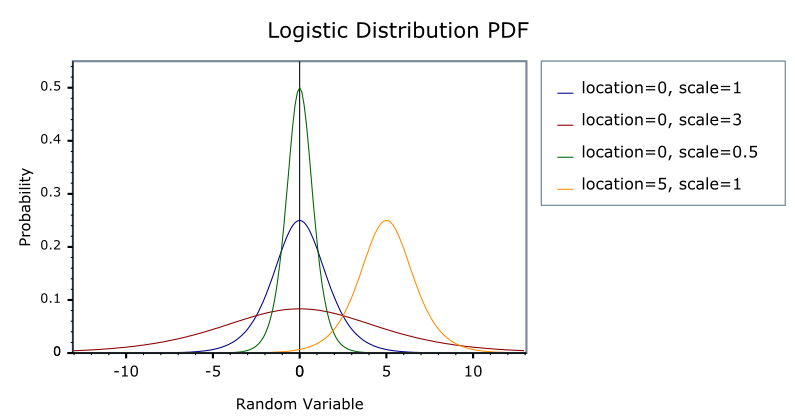 Logistic Distribution PDF
location=0, scale=1
location=0, scale=3
location=0, scale=0.5
location=5, scale=1
Probability
0.5
0.4
0.3
0.2
0.1
0
-10 -5 0 5 10
Random Variable